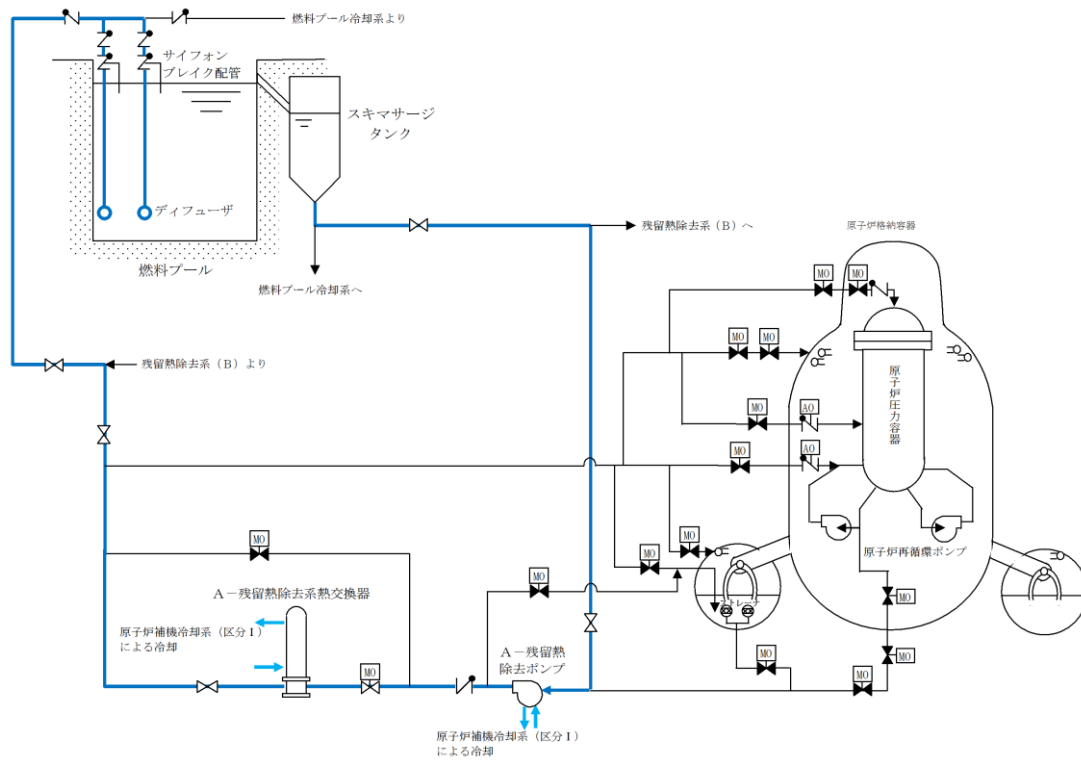 燃料プール冷却系より
サイフォン
ブレイク配管
スキマサージ
タンク
ディフューザ
燃料プール
燃料プール冷却系へ
残留熱除去系(B)へ
原子炉格納容器
MO
MO
MO
MO
残留熱除去系(B)より
原子炉圧力容器
MO
AO
MO
AO
MO
MO
原子炉再循環ポンプ
MO
MO
ストレーナ
A-残留熱除去系熱交換器
MO
原子炉補機冷却系(区分Ⅰ)
による冷却
A-残留熱
除去ポンプ
MO
MO
MO
MO
原子炉補機冷却系(区分Ⅰ)
による冷却